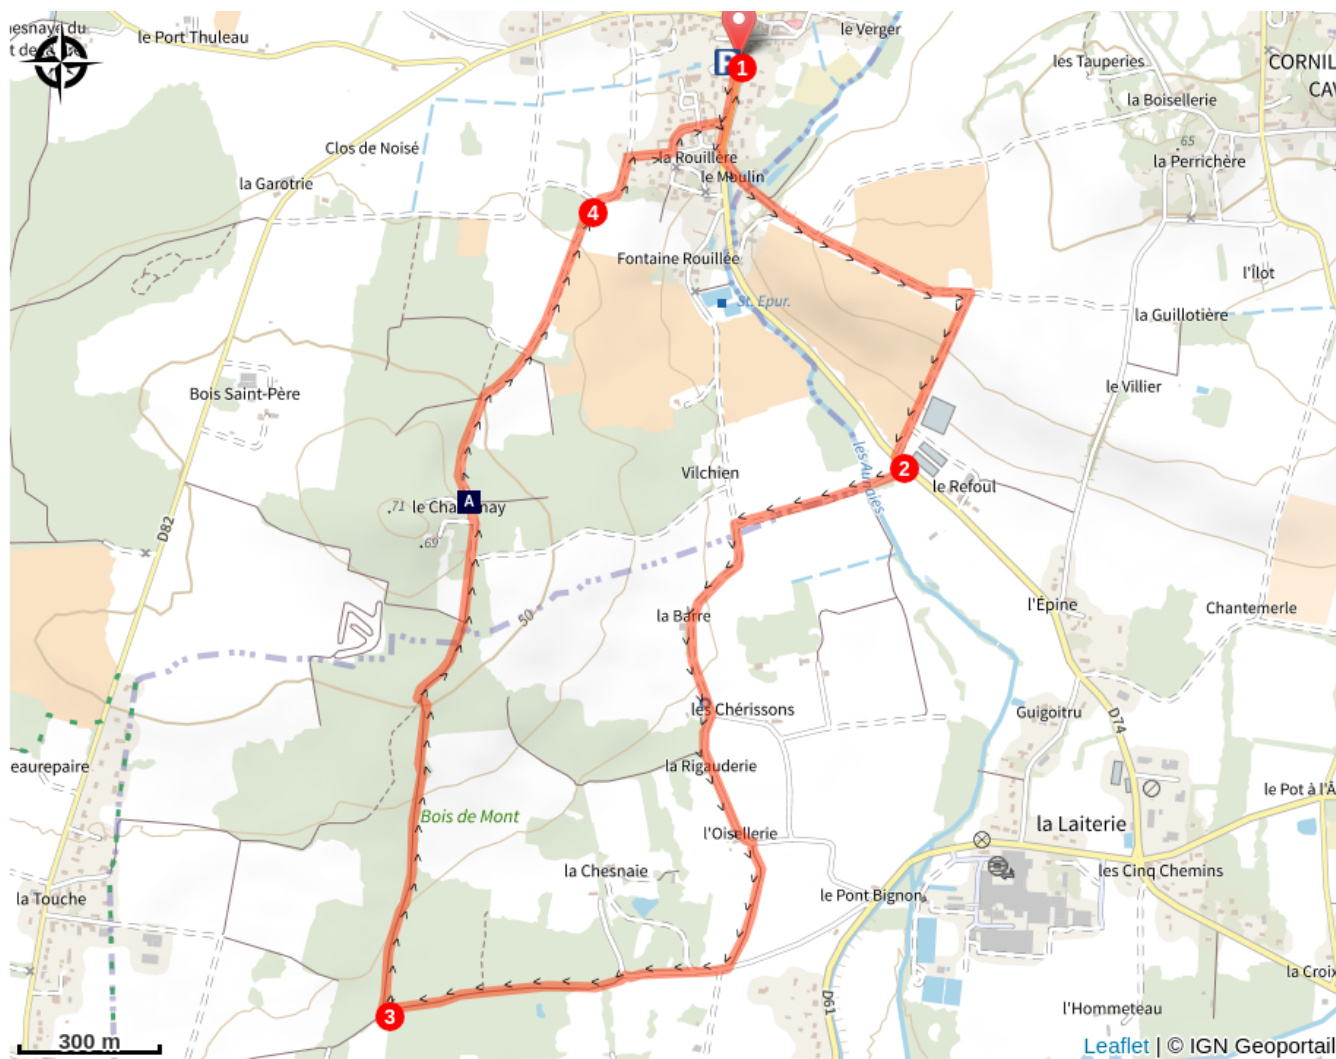 le Port Thuleau
le Verger
les Tauperies
CORNIL
CAV
la Boisellerie
P
1
65
la Perrichère
Clos de Noisé
la Rouillère
le Moulin
la Garotrie
4
Fontaine Rouillée
l'Îlot
St. Epur.
la Guillotière
Bois Saint-Père
le Villier
2
Vilchien
le Refoul
les Aunaies
A
71
69
D82
50
la Barre
l'Épine
Chantemerle
les Chérissons
Guigoitru
D74
eaurepaire
la Rigauderie
le Pot à l'Â
Bois de Mont
l'Oisellerie
la Laiterie
la Chesnaie
les Cinq Chemins
la Touche
le Pont Bignon
la Croix
3
D61
l'Hommeteau
300 m
Leaflet | © IGN Geoportail